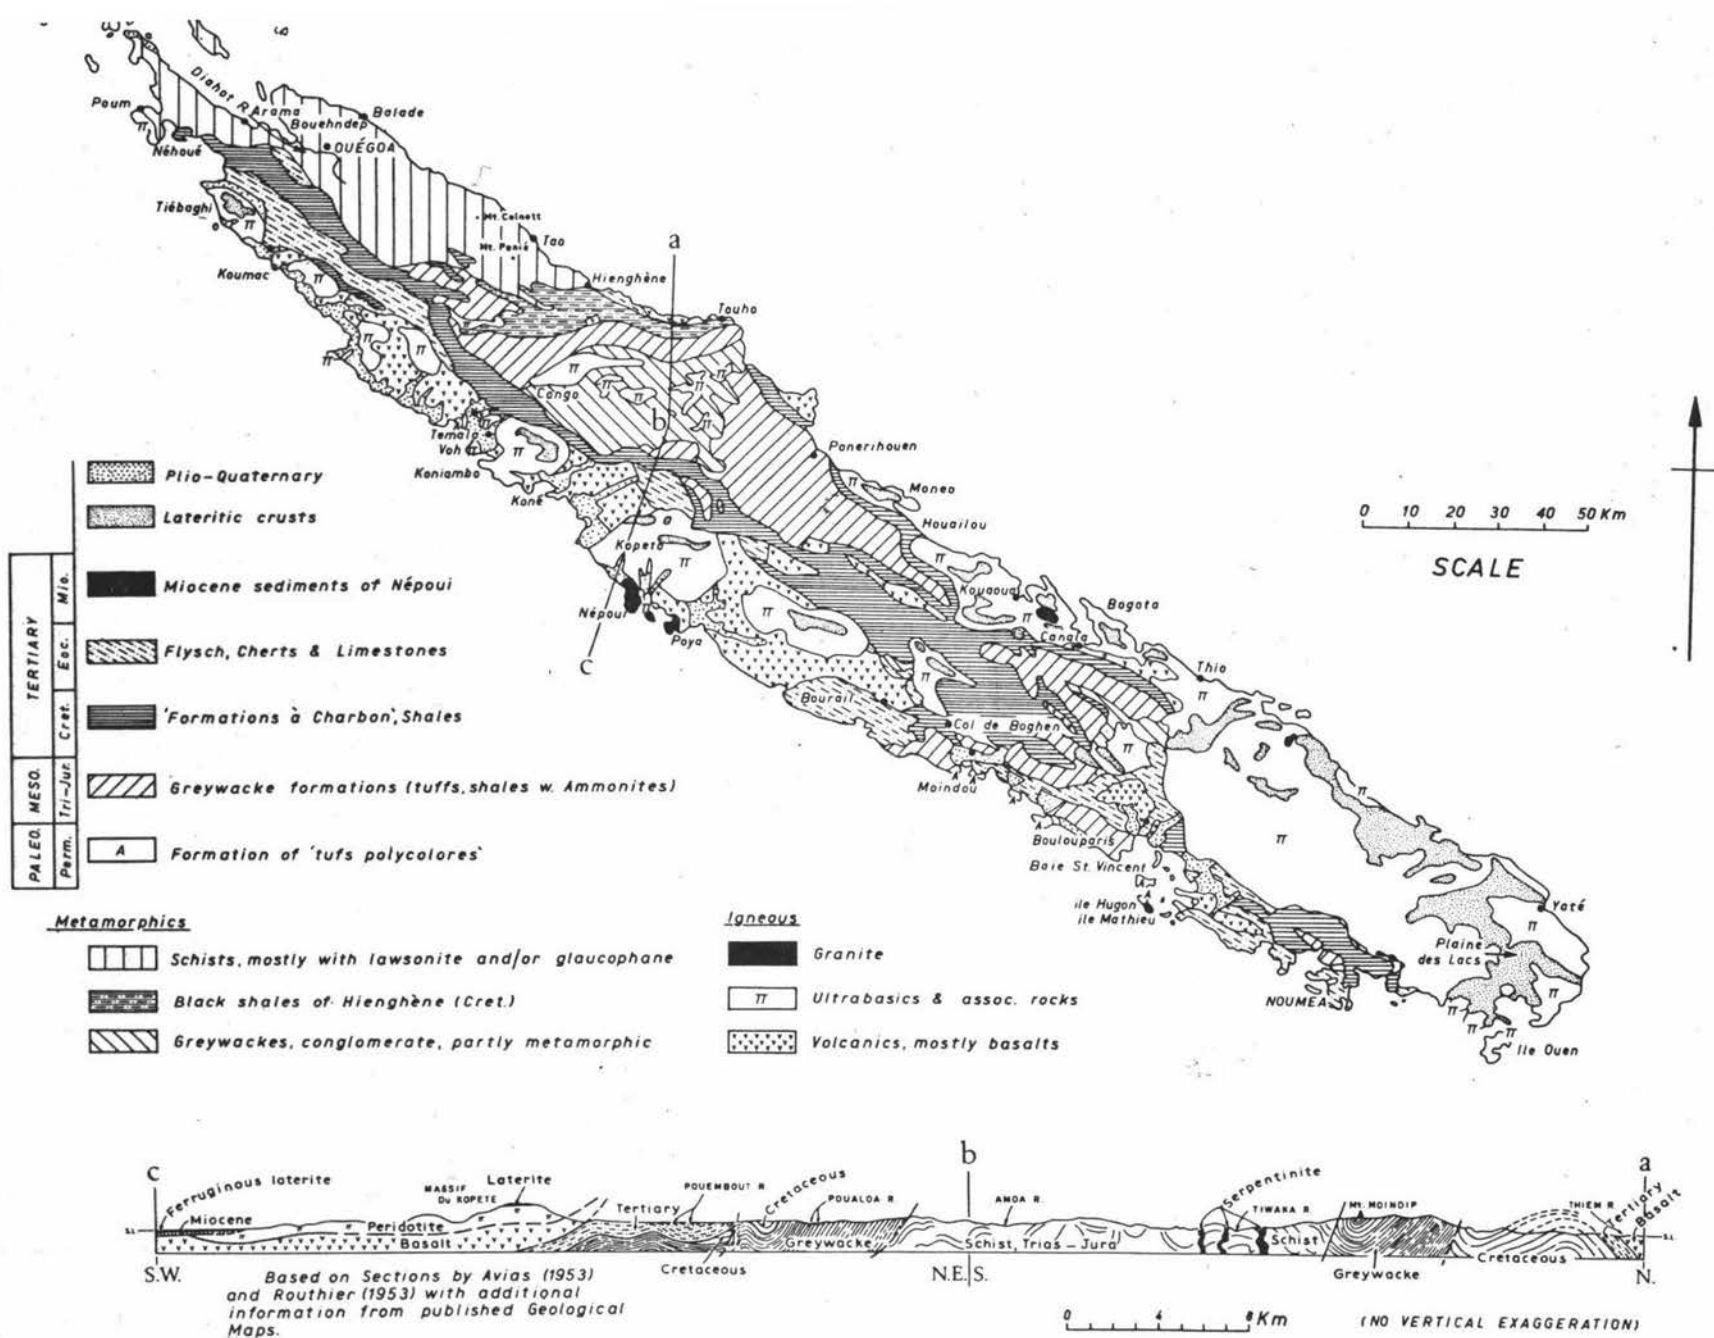 Poum
Diahot R.
Arama
Bouehndep
Balade
OUÉGOA
Néhoué
Tiébaghi
Koumac
Mt. Colnett
Mt. Panié
Tao
Hienghène
a
Touho
Cango
b
Temala
Voh
Koniambo
Koné
Ponerihouen
Moneo
Houailou
Kopeto
Népoui
Poya
c
Kouaoua
Canala
Bogota
Thio
Bourail
Col de Boghen
Moindou
Boulouparis
Baie St. Vincent
ile Hugon
ile Mathieu
NOUMEA
Yaté
Plaine
des Lacs
Ile Ouen
0 10 20 30 40 50 Km
SCALE
Plio-Quaternary
Lateritic crusts
TERTIARY
Mio.
Miocene sediments of Népoui
Eoc.
Flysch, Cherts & Limestones
Cret.
'Formations à Charbon', Shales
MESO.
Tri-Jur.
Greywacke formations (tuffs, shales w. Ammonites)
PALEO.
Perm.
A Formation of 'tufs polycolores'
Metamorphics
Schists, mostly with lawsonite and/or glaucophane
Black shales of Hienghène (Cret.)
Greywackes, conglomerate, partly metamorphic
Igneous
Granite
π Ultrabasics & assoc. rocks
Volcanics, mostly basalts
c
b
a
Ferruginous laterite
MASSIF
DU KOPETE
Laterite
POUEMBOUT R.
Cretaceous
POUALOA R.
AMOA R.
Serpentinite
TIWAKA R.
Mt. MOINDIP
THIEM R.
Tertiary
Basalt
S.L.
Miocene
Peridotite
Tertiary
Basalt
Greywacke
Schist, Trias - Jura
Schist
Cretaceous
S.L.
Cretaceous
Greywacke
S.W.
N.E. S.
N.
Based on Sections by Avias (1953)
and Routhier (1953) with additional
information from published Geological
Maps.
0 4 8 Km
(NO VERTICAL EXAGGERATION)